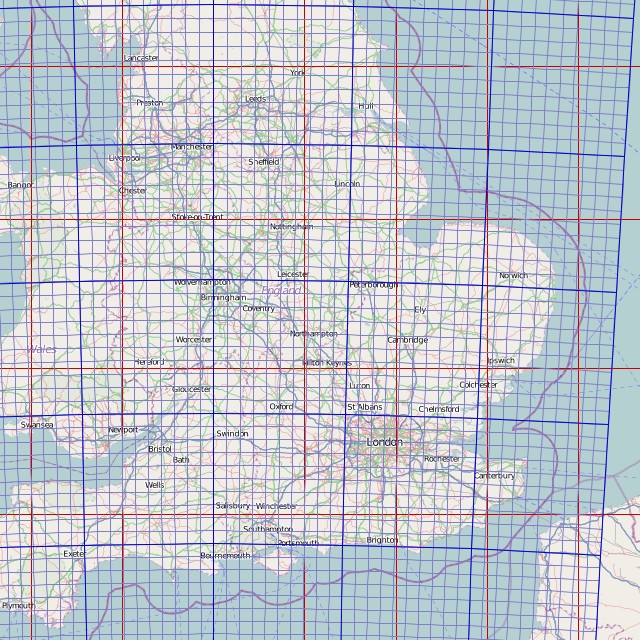 Lancaster
York
Preston
Leeds
Hull
Manchester
Liverpool
Sheffield
Bangor
Chester
Lincoln
Stoke-on-Trent
Nottingham
Leicester
Norwich
Wolverhampton
Peterborough
England
Birmingham
Coventry
Ely
Northampton
Worcester
Cambridge
Wales
Hereford
Milton Keynes
Ipswich
Gloucester
Luton
Colchester
Oxford
St Albans
Chelmsford
Swansea
Newport
Swindon
London
Bristol
Bath
Rochester
Wells
Canterbury
Salisbury
Winchester
Southampton
Portsmouth
Brighton
Exeter
Bournemouth
Plymouth